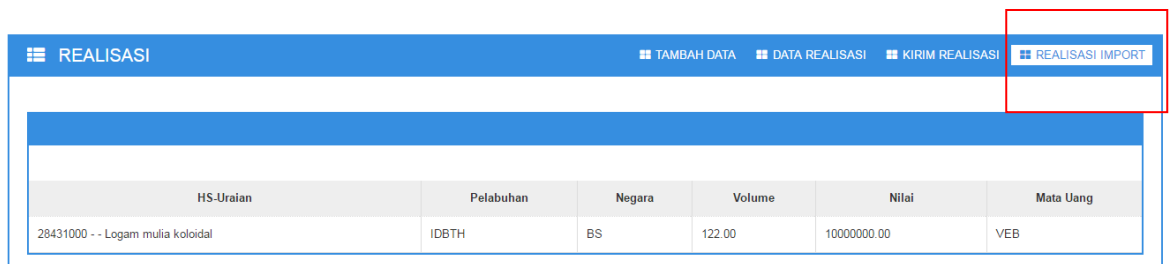 REALISASI TAMBAH DATA DATA REALISASI KIRIM REALISASI REALISASI IMPORT
HS-Uraian Pelabuhan Negara Volume Nilai Mata Uang
28431000 - - Logam mulia koloidal IDBTH BS 122.00 10000000.00 VEB